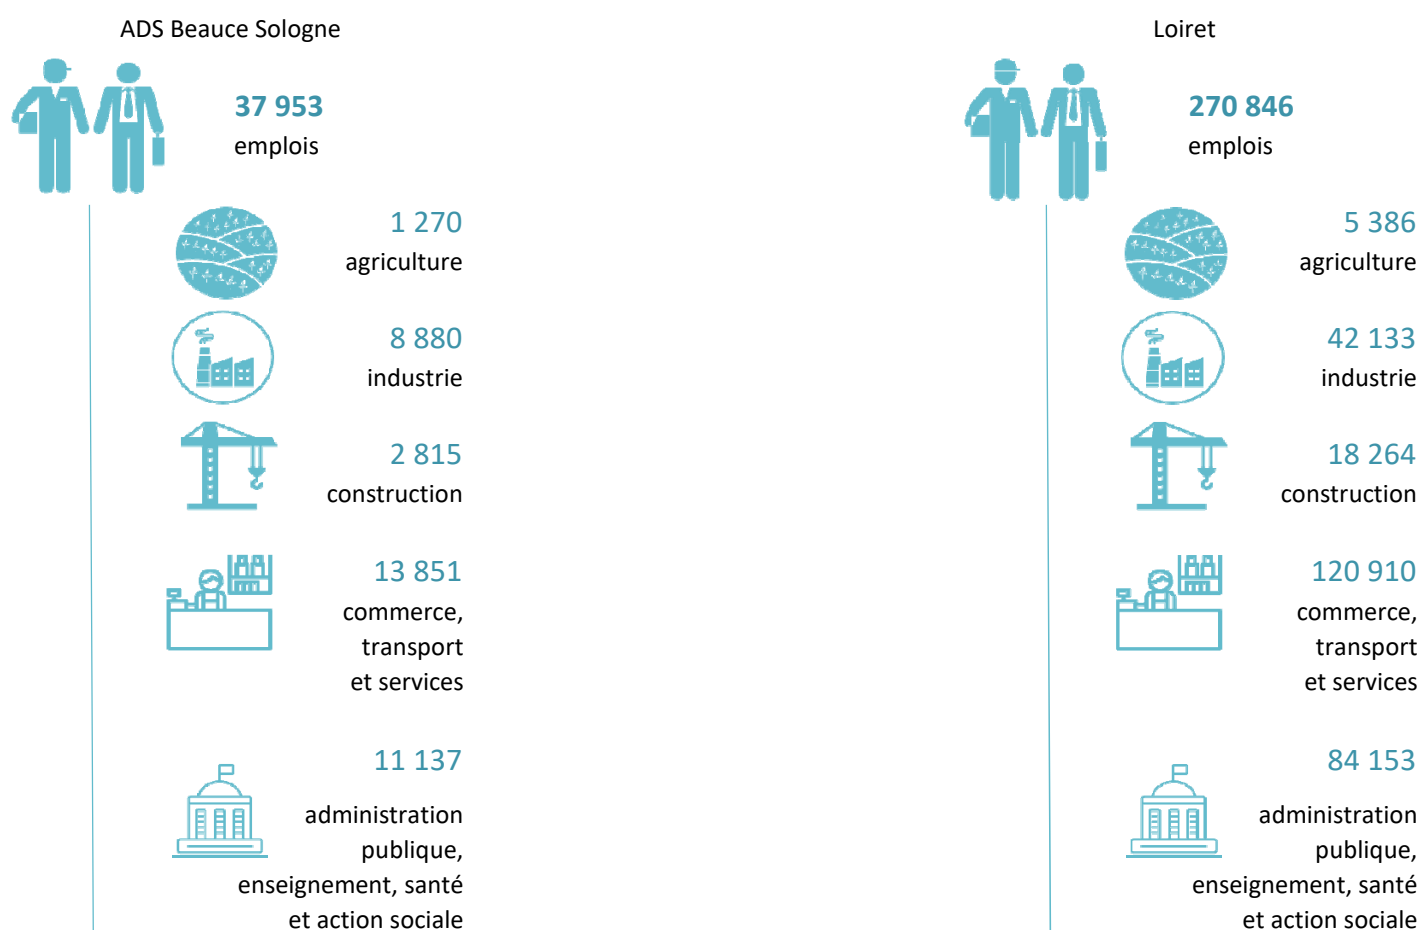 ADS Beauce Sologne
37 953
emplois
1 270
agriculture
8 880
industrie
2 815
construction
13 851
commerce,
transport
et services
11 137
administration
publique,
enseignement, santé
et action sociale
Loiret
270 846
emplois
5 386
agriculture
42 133
industrie
18 264
construction
120 910
commerce,
transport
et services
84 153
administration
publique,
enseignement, santé
et action sociale